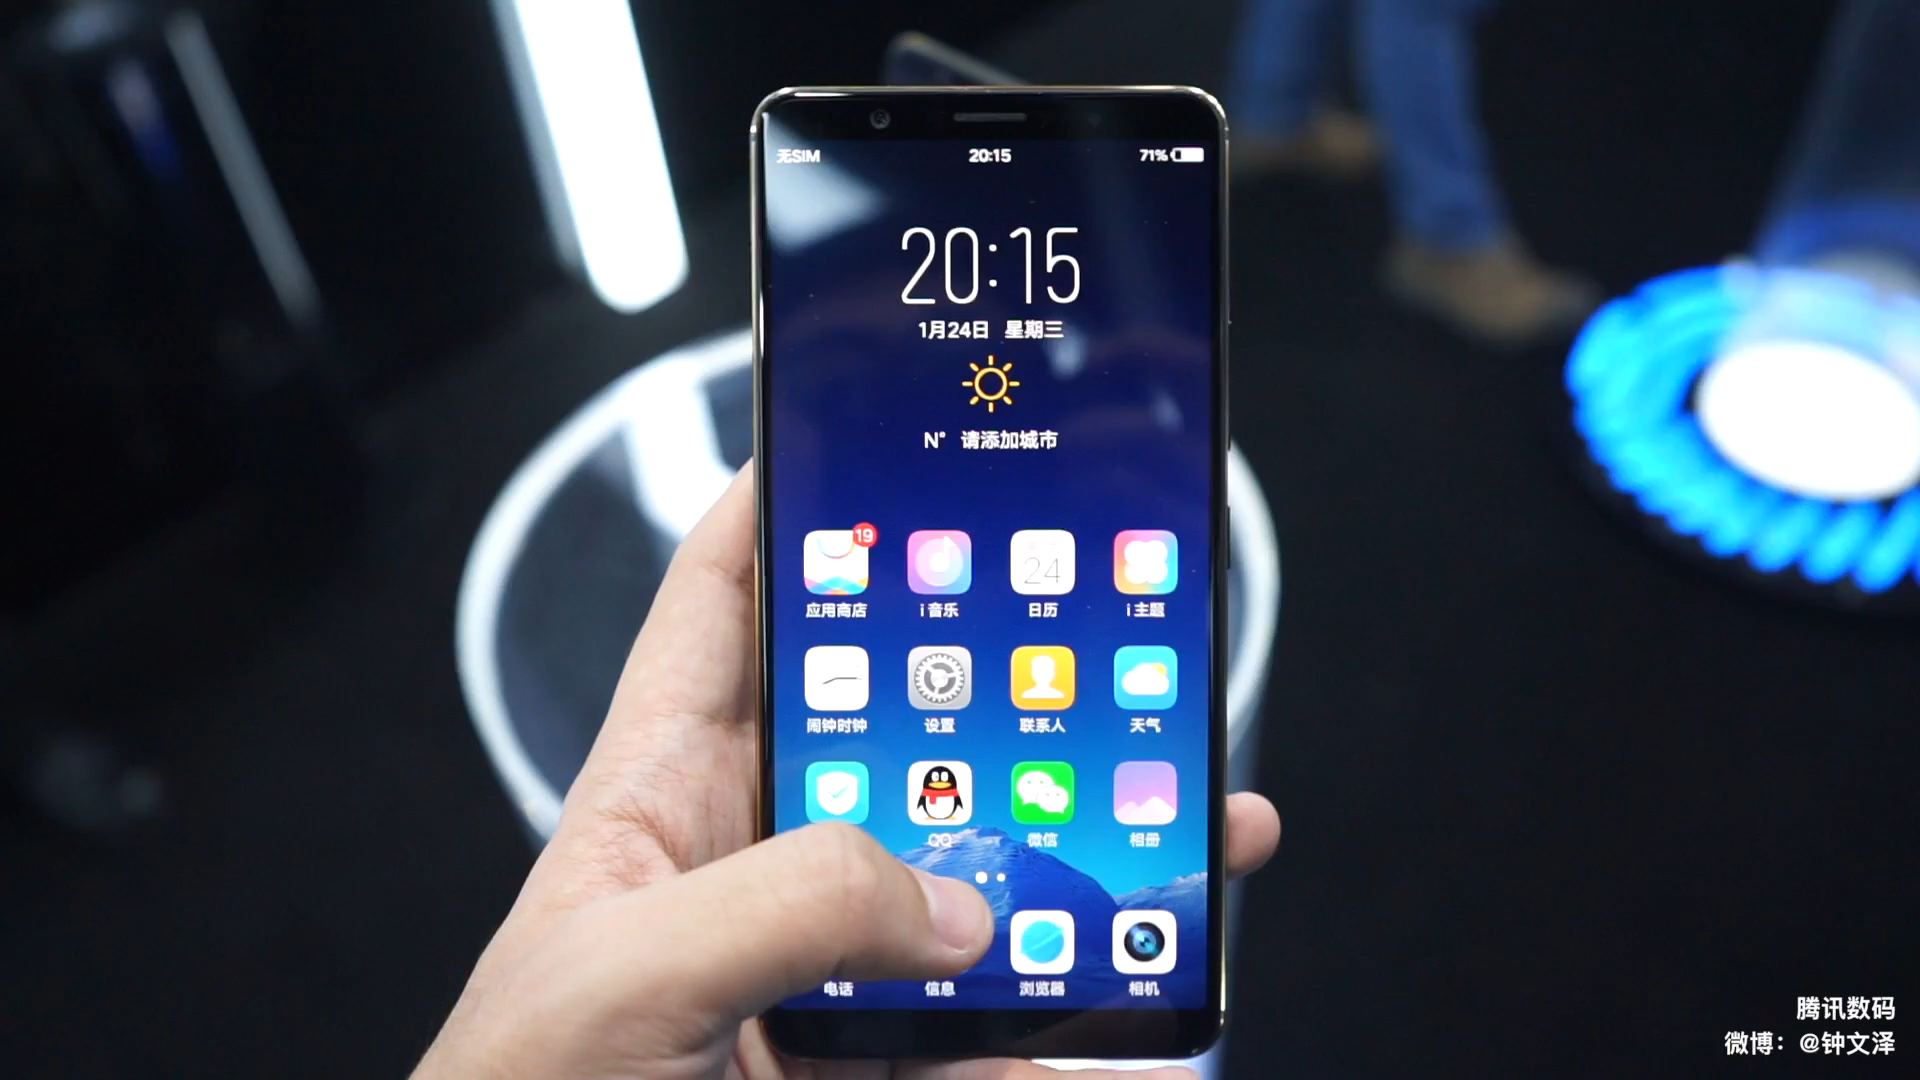 无SIM 20:15 71%
20:15
1月24日 星期三
N° 请添加城市
19
24
应用商店 i 音乐 日历 i 主题
闹钟时钟 设置 联系人 天气
QQ 微信 相册
电话 信息 浏览器 相机
腾讯数码
微博：@钟文泽